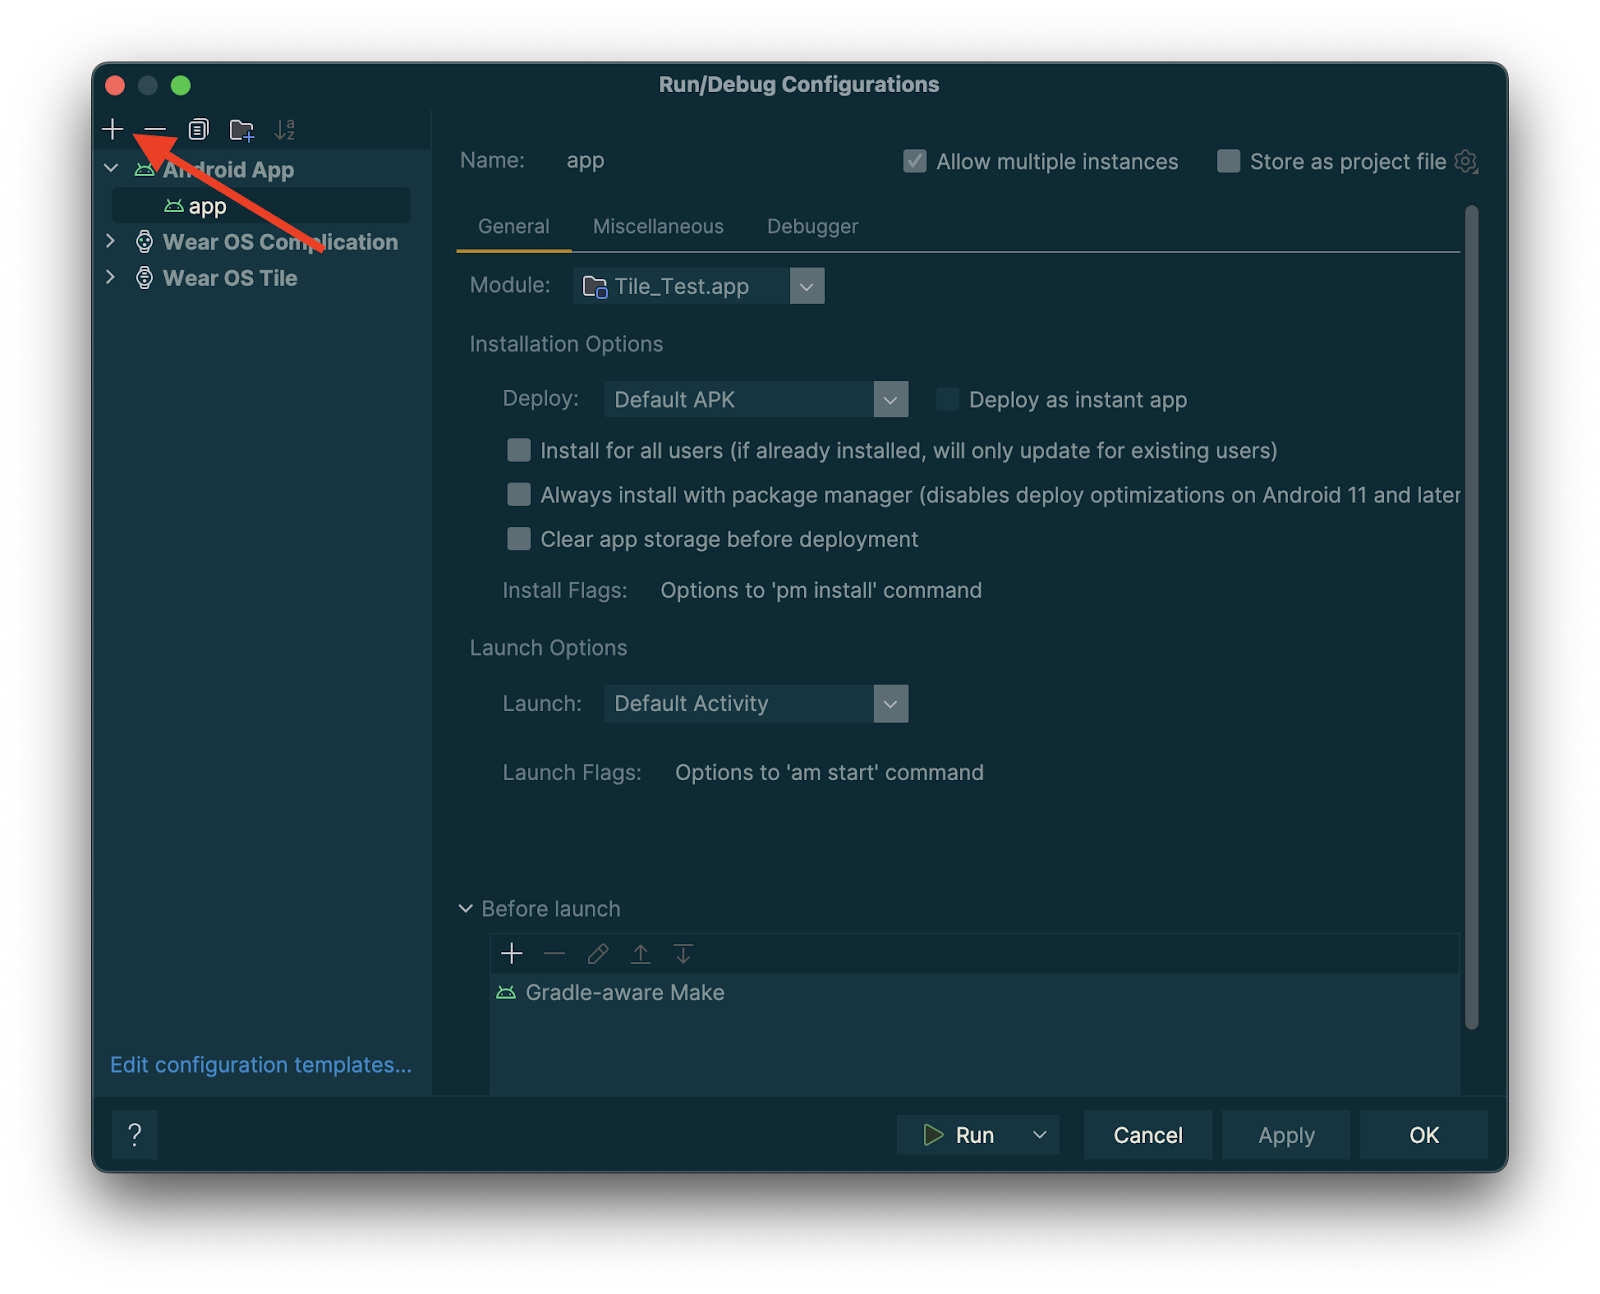 Run/Debug Configurations
Android App
app
Wear OS Complication
Wear OS Tile
Edit configuration templates...
Name: app
Allow multiple instances
Store as project file
General Miscellaneous Debugger
Module: Tile_Test.app
Installation Options
Deploy: Default APK
Deploy as instant app
Install for all users (if already installed, will only update for existing users)
Always install with package manager (disables deploy optimizations on Android 11 and later
Clear app storage before deployment
Install Flags: Options to 'pm install' command
Launch Options
Launch: Default Activity
Launch Flags: Options to 'am start' command
Before launch
Gradle-aware Make
?
Run
Cancel
Apply
OK